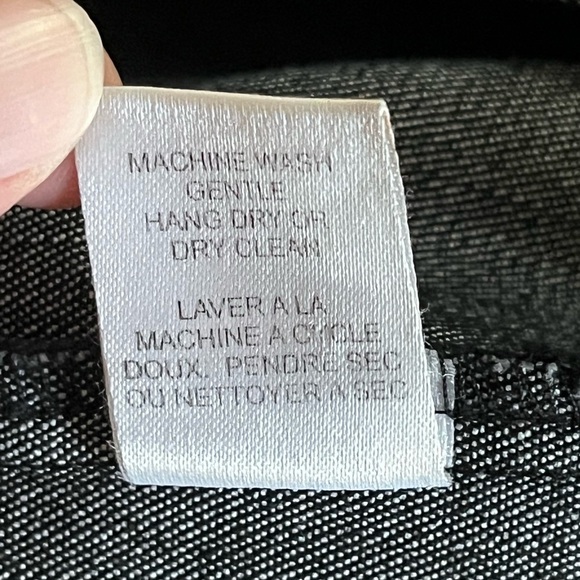 MACHINE WASH
GENTLE
HANG DRY OR
DRY CLEAN
LAVER A LA
MACHINE A CYCLE
DOUX. PENDRE SEC
OU NETTOYER A SEC